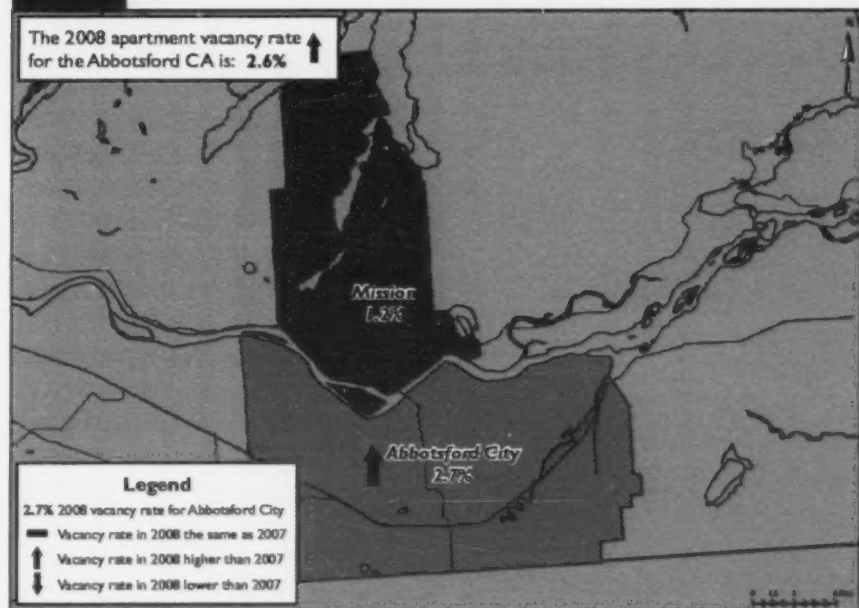 The 2008 apartment vacancy rate
for the Abbotsford CA is: 2.6%
Mission
1.2%
Abbotsford City
2.7%
Legend
2.7% 2008 vacancy rate for Abbotsford City
Vacancy rate in 2008 the same as 2007
Vacancy rate in 2008 higher than 2007
Vacancy rate in 2008 lower than 2007